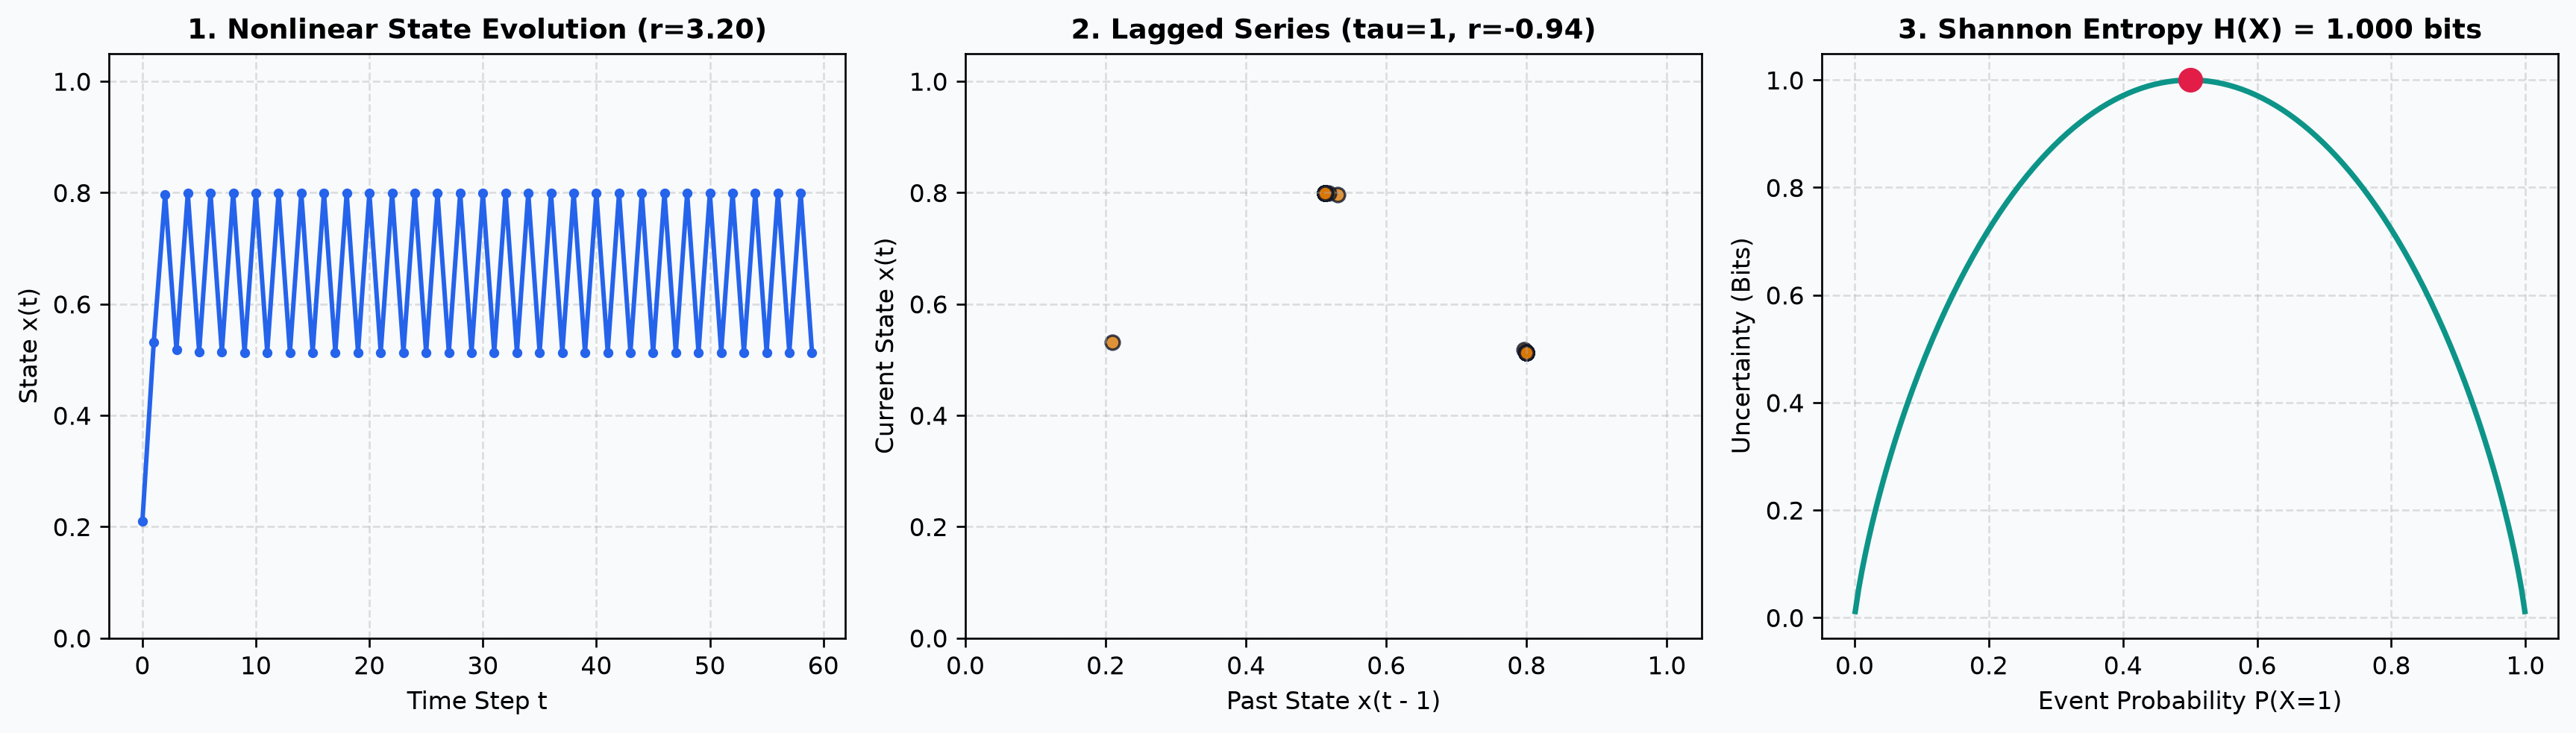 1. Nonlinear State Evolution (r=3.20)
1.0
0.8
0.6
0.4
0.2
0.0
State x(t)
0 10 20 30 40 50 60
Time Step t
2. Lagged Series (tau=1, r=-0.94)
1.0
0.8
0.6
0.4
0.2
0.0
Current State x(t)
0.0 0.2 0.4 0.6 0.8 1.0
Past State x(t - 1)
3. Shannon Entropy H(X) = 1.000 bits
1.0
0.8
0.6
0.4
0.2
0.0
Uncertainty (Bits)
0.0 0.2 0.4 0.6 0.8 1.0
Event Probability P(X=1)